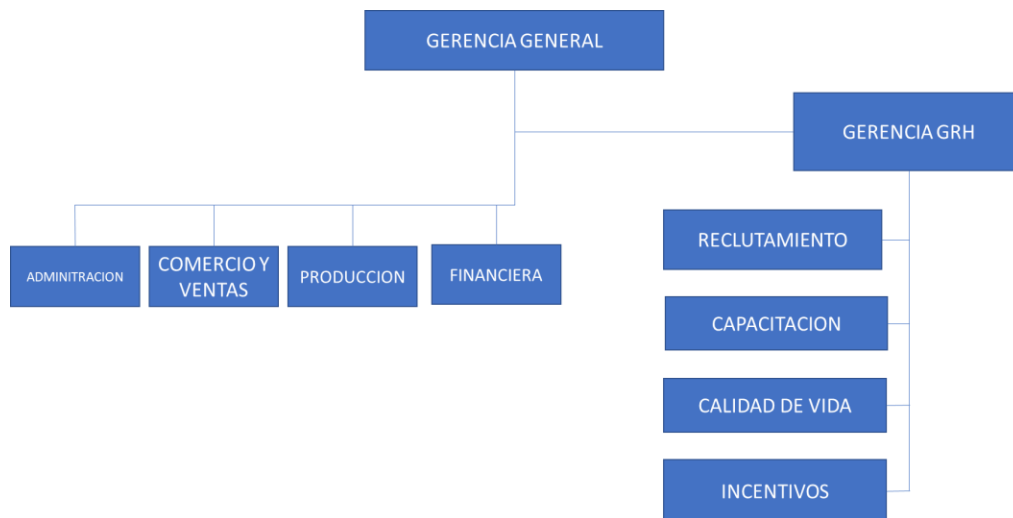 GERENCIA GENERAL
GERENCIA GRH
RECLUTAMIENTO
ADMINITRACION
COMERCIO Y
VENTAS
PRODUCCION
FINANCIERA
CAPACITACION
CALIDAD DE VIDA
INCENTIVOS